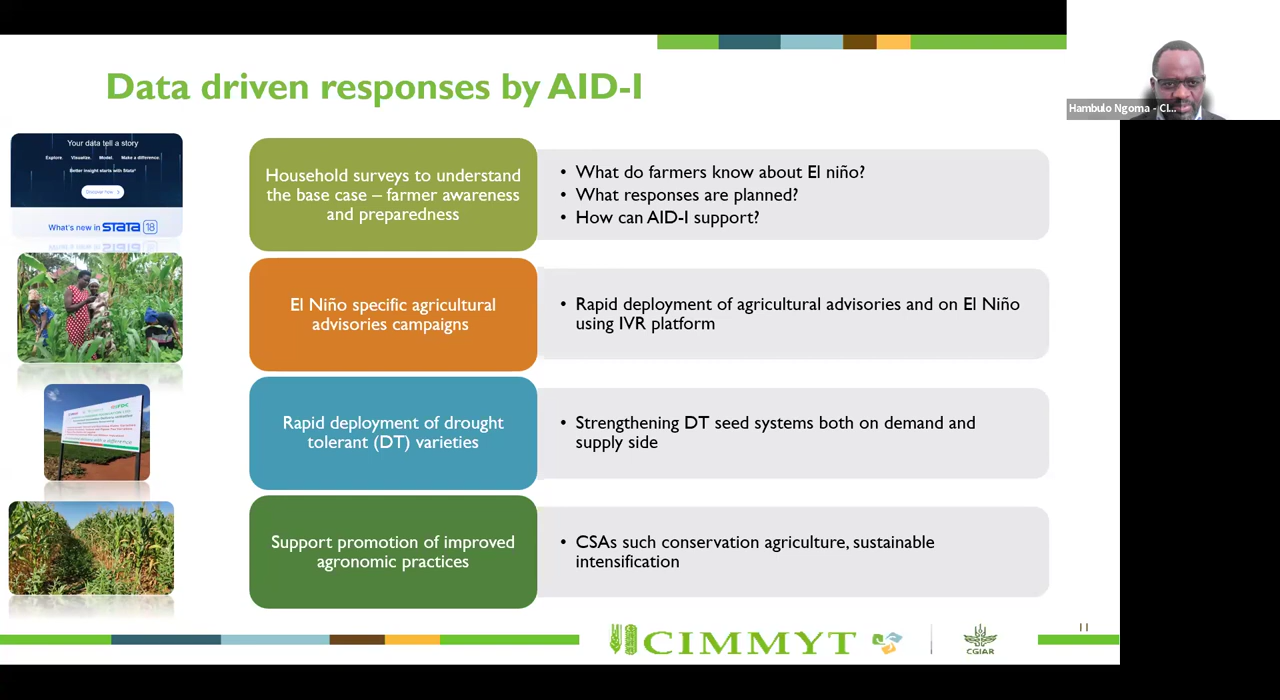 Data driven responses by AID-I
Hambulo Ngoma - CI...
Your data tell a story
Explore. Visualize. Model. Make a difference.
Better insight starts with Stata®
Discover how >
What's new in STATA 18
Household surveys to understand
the base case – farmer awareness
and preparedness
• What do farmers know about El niño?
• What responses are planned?
• How can AID-I support?
El Niño specific agricultural
advisories campaigns
• Rapid deployment of agricultural advisories and on El Niño
using IVR platform
Rapid deployment of drought
tolerant (DT) varieties
• Strengthening DT seed systems both on demand and
supply side
Support promotion of improved
agronomic practices
• CSAs such conservation agriculture, sustainable
intensification
CIMMYT
CGIAR
11